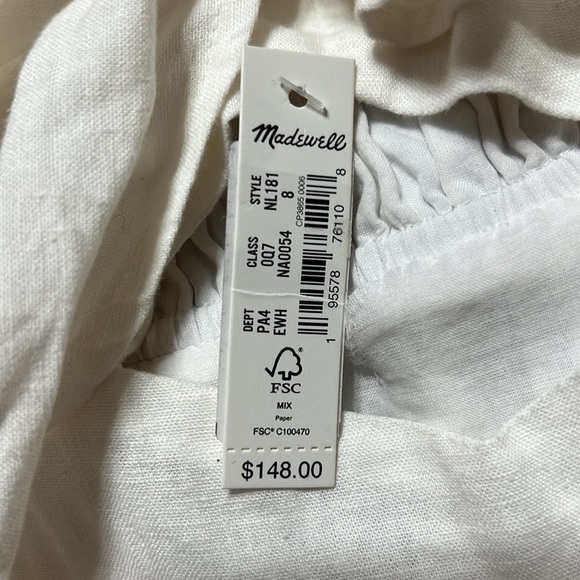 Madewell
DEPT CLASS STYLE
PA4 0Q7 NL181
EWH NA0054 8
CP3865 0006
1 95578 76110 8
FSC®
MIX
Paper
FSC® C100470
$148.00